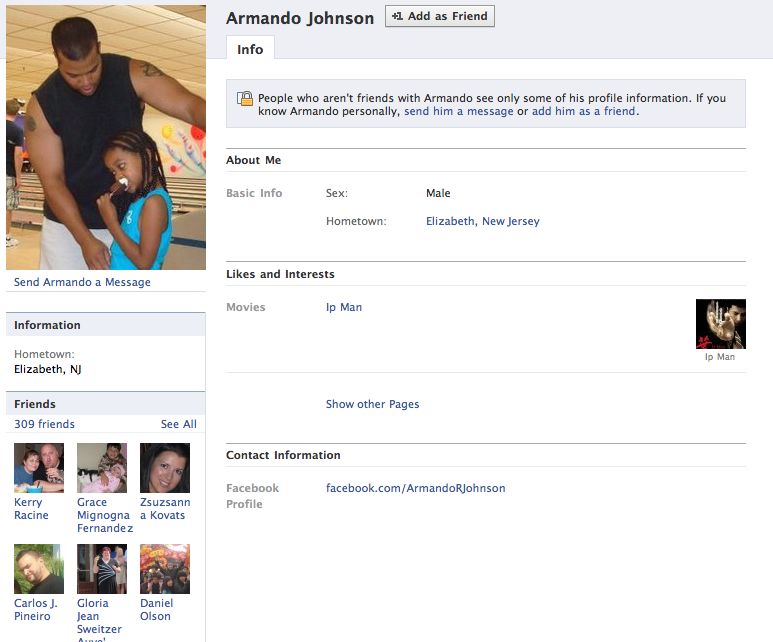 Armando Johnson
+1 Add as Friend
Info
People who aren't friends with Armando see only some of his profile information. If you
know Armando personally, send him a message or add him as a friend.
About Me
Basic Info
Sex:
Male
Hometown:
Elizabeth, New Jersey
Likes and Interests
Movies
Ip Man
Ip Man
Show other Pages
Contact Information
Facebook
Profile
facebook.com/ArmandoRJohnson
Send Armando a Message
Information
Hometown:
Elizabeth, NJ
Friends
309 friends
See All
Kerry
Racine
Grace
Mignogna
Fernandez
Zsuzsann
a Kovats
Carlos J.
Pineiro
Gloria
Jean
Sweitzer
Daniel
Olson